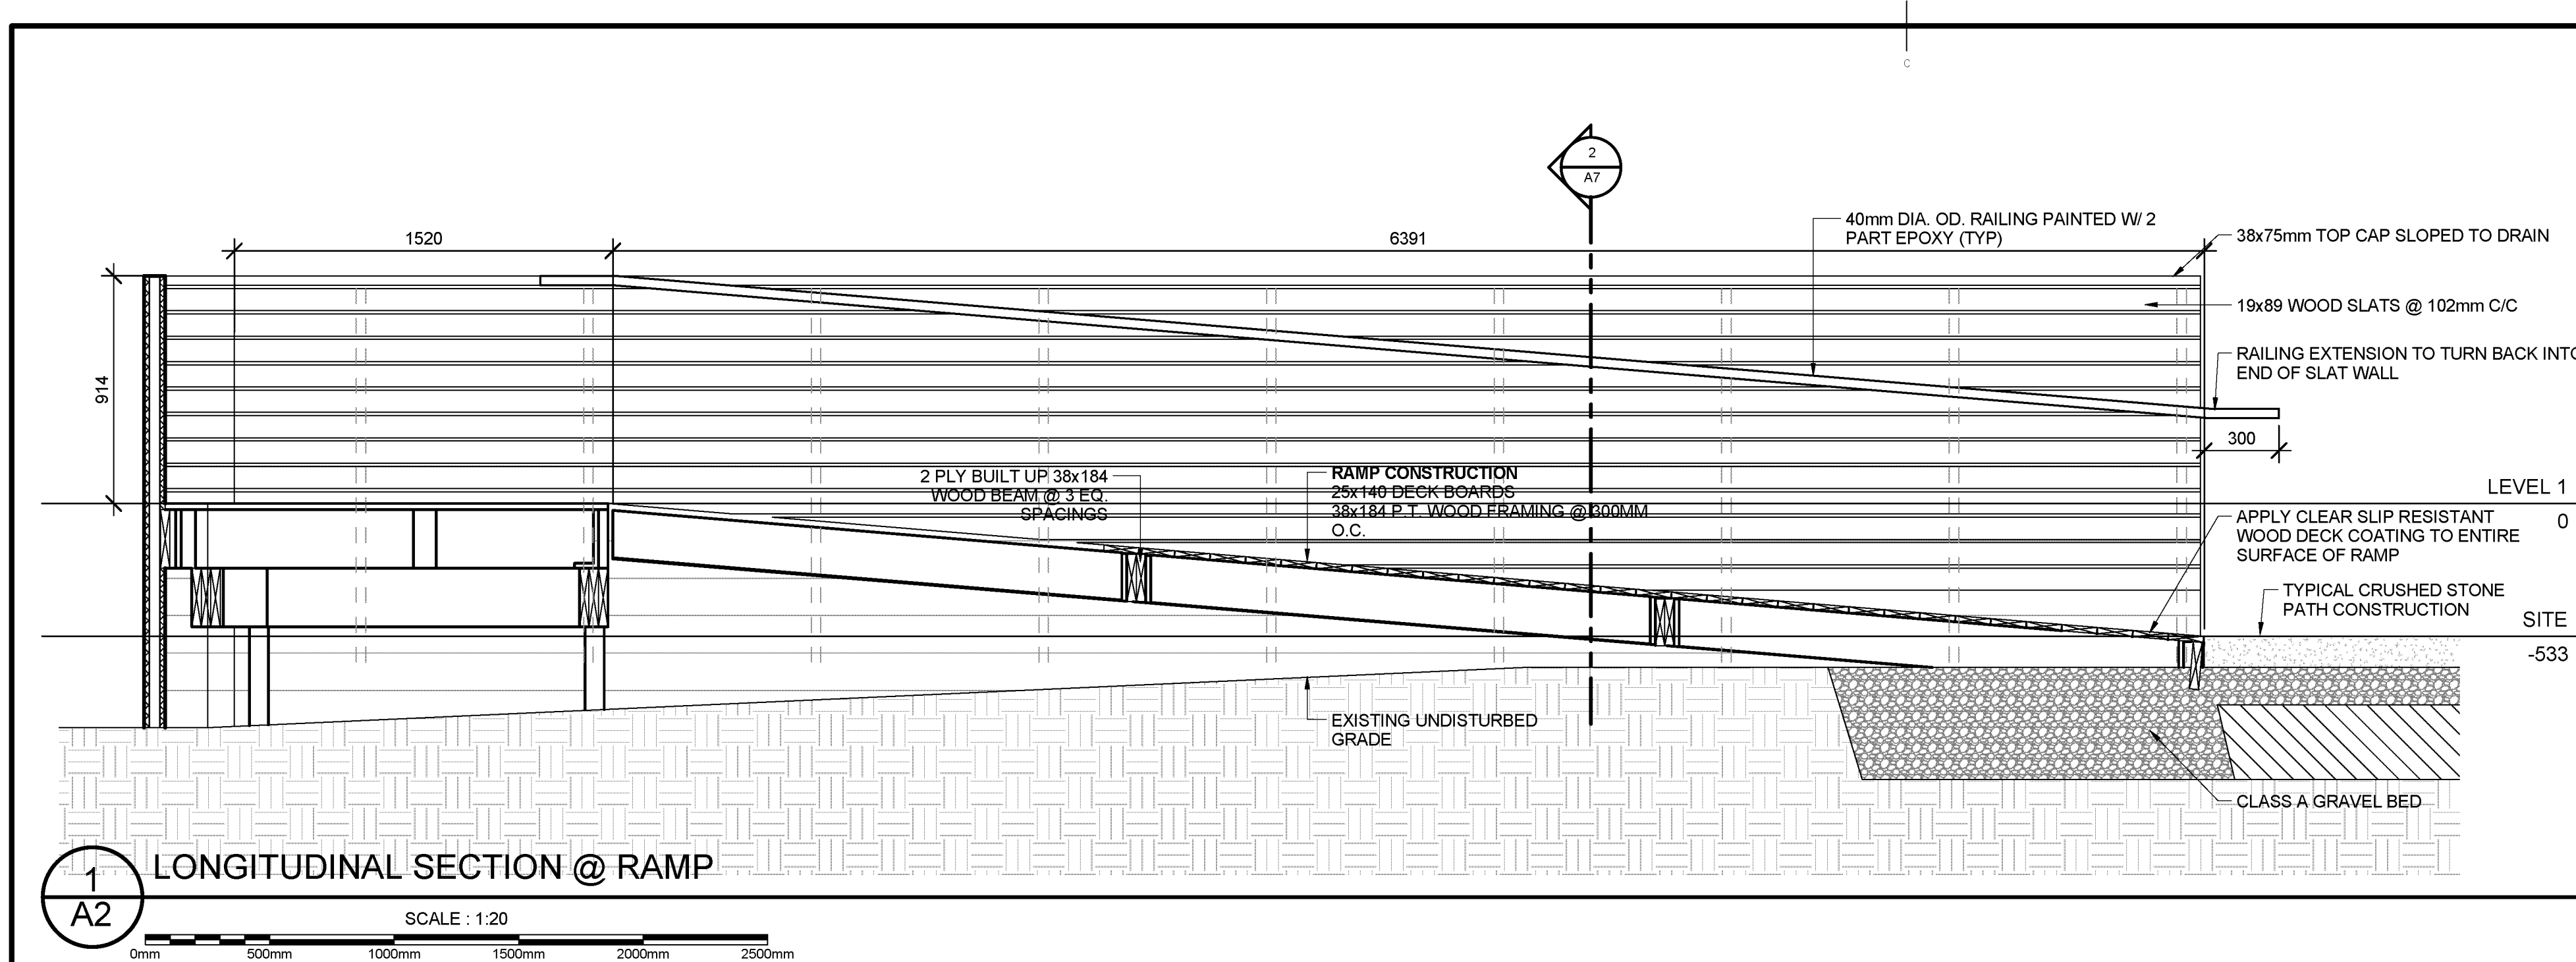 C
2
A7
1520
6391
40mm DIA. OD. RAILING PAINTED W/ 2
PART EPOXY (TYP)
38x75mm TOP CAP SLOPED TO DRAIN
19x89 WOOD SLATS @ 102mm C/C
RAILING EXTENSION TO TURN BACK INTO
END OF SLAT WALL
914
300
2 PLY BUILT UP 38x184
WOOD BEAM @ 3 EQ.
SPACINGS
RAMP CONSTRUCTION
25x140 DECK BOARDS
38x184 P.T. WOOD FRAMING @ 300MM
O.C.
LEVEL 1
0
APPLY CLEAR SLIP RESISTANT
WOOD DECK COATING TO ENTIRE
SURFACE OF RAMP
TYPICAL CRUSHED STONE
PATH CONSTRUCTION
SITE
-533
EXISTING UNDISTURBED
GRADE
CLASS A GRAVEL BED
1
A2
LONGITUDINAL SECTION @ RAMP
SCALE : 1:20
0mm 500mm 1000mm 1500mm 2000mm 2500mm